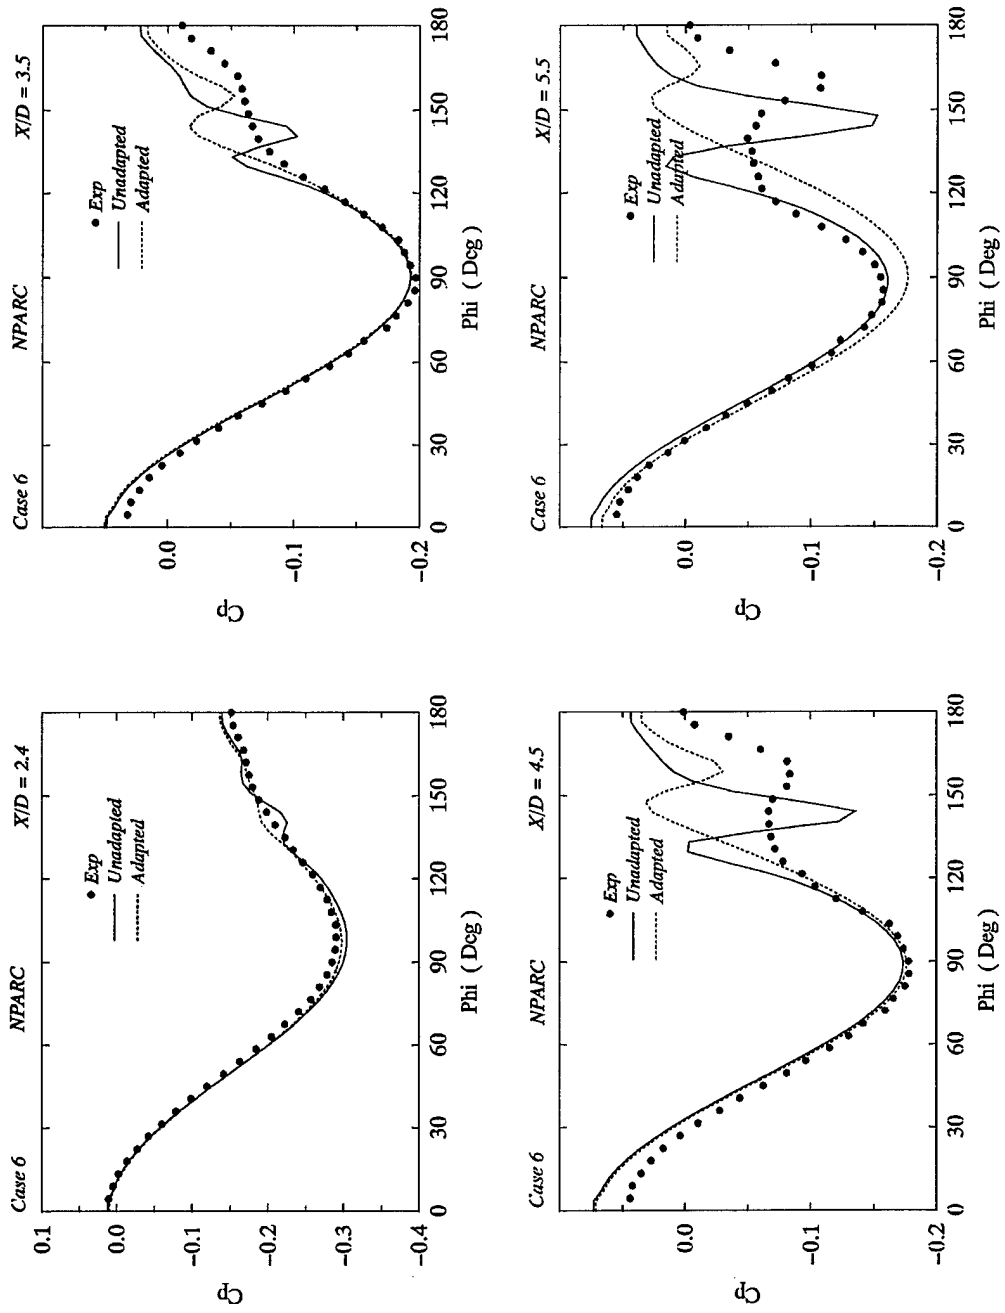 Case 6 NPARC X/D = 2.4
Exp
Unadapted
Adapted
0.1
0.0
-0.1
-0.2
-0.3
-0.4
Cp
0 30 60 90 120 150 180
Phi ( Dcg )
Case 6 NPARC X/D = 3.5
Exp
Unadapted
Adapted
0.0
-0.1
-0.2
Cp
0 30 60 90 120 150 180
Phi ( Dcg )
Case 6 NPARC X/D = 4.5
Exp
Unadapted
Adapted
0.0
-0.1
-0.2
Cp
0 30 60 90 120 150 180
Phi ( Deg )
Case 6 NPARC X/D = 5.5
Exp
Unadapted
Adapted
0.0
-0.1
-0.2
Cp
0 30 60 90 120 150 180
Phi ( Deg )